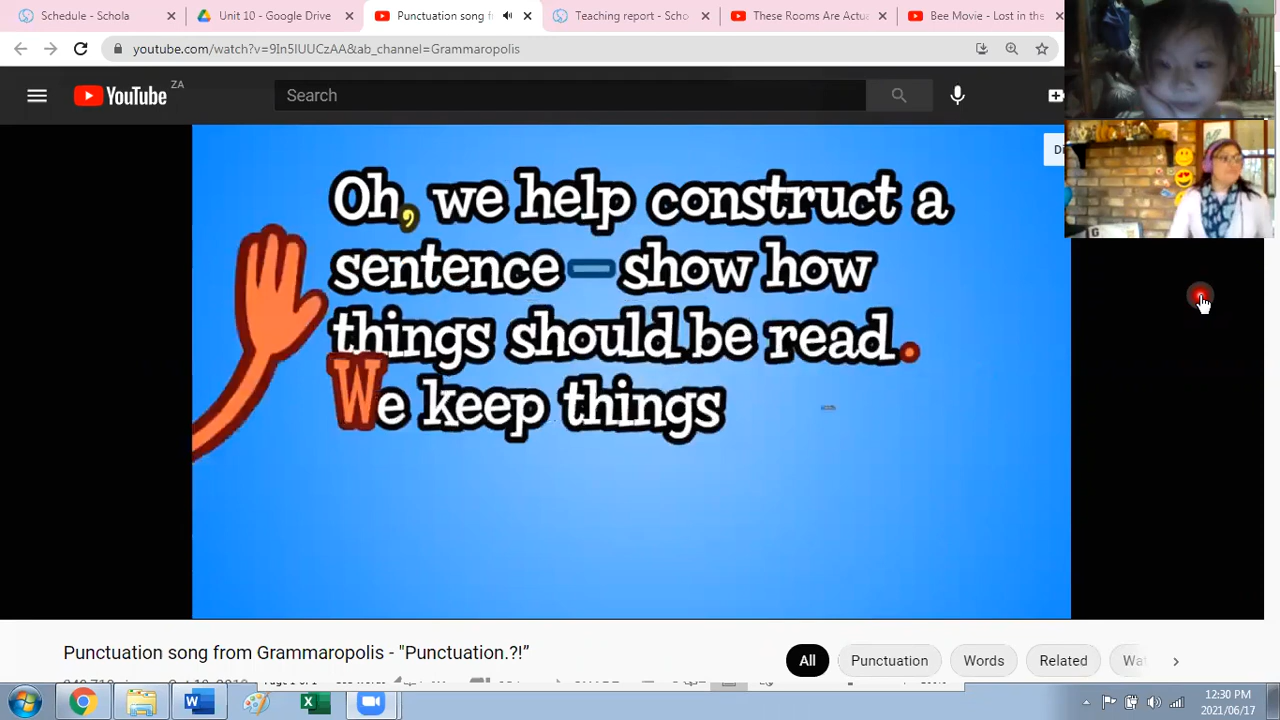 Schedule - Schola
Unit 10 - Google Drive
Punctuation song f
Teaching report - Scho
These Rooms Are Actua
Bee Movie - Lost in the
youtube.com/watch?v=9In5IUUCzAA&ab_channel=Grammaropolis
YouTube ZA
Search
Oh, we help construct a
sentence – show how
things should be read.
We keep things
Punctuation song from Grammaropolis - "Punctuation.?!"
All
Punctuation
Words
Related
Wat
12:30 PM
2021/06/17